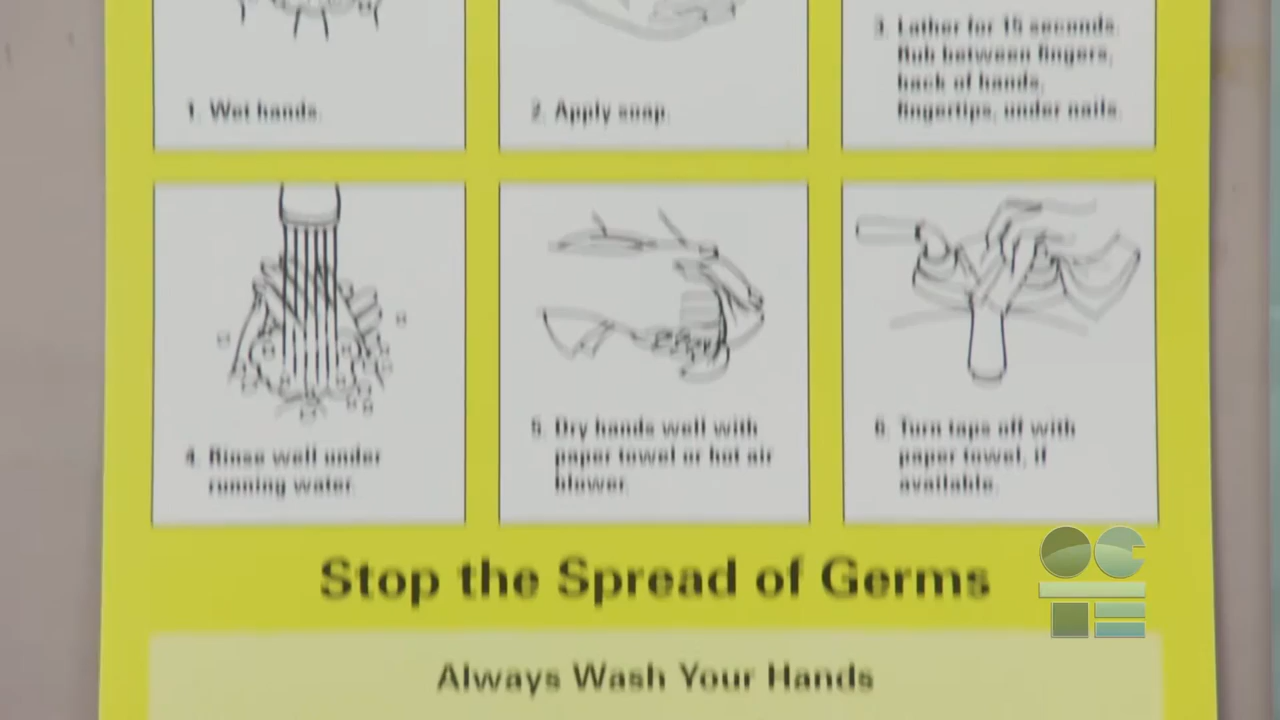 1. Wet hands.
2. Apply soap.
3. Lather for 15 seconds.
Rub between fingers,
back of hands,
fingertips, under nails.
4. Rinse well under
running water.
5. Dry hands well with
paper towel or hot air
blower.
6. Turn taps off with
paper towel, if
available.
Stop the Spread of Germs
Always Wash Your Hands